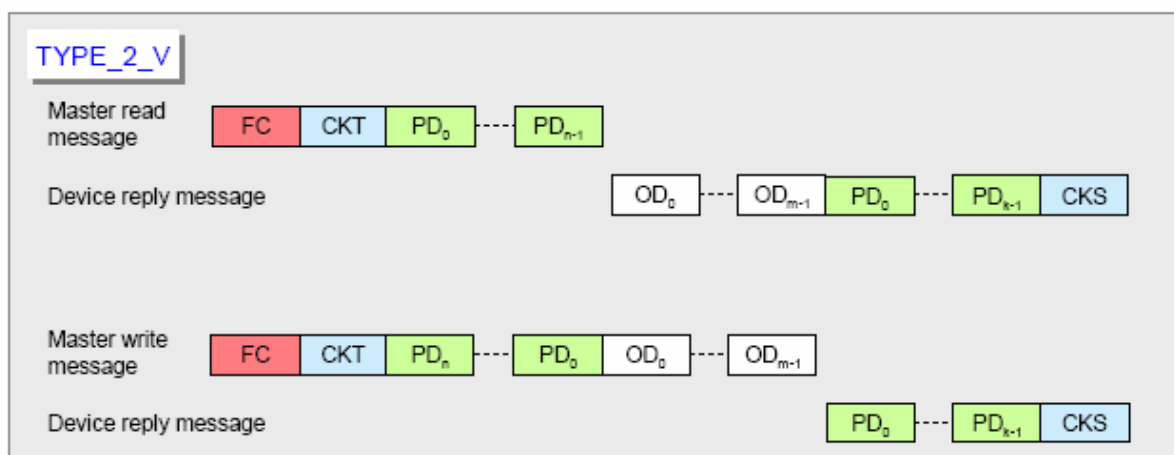 TYPE_2_V
Master read
message
FC CKT PD₀ PDₙ₋₁
Device reply message
OD₀ ODₘ₋₁ PD₀ PDₖ₋₁ CKS
Master write
message
FC CKT PDₙ PD₀ OD₀ ODₘ₋₁
Device reply message
PD₀ PDₖ₋₁ CKS